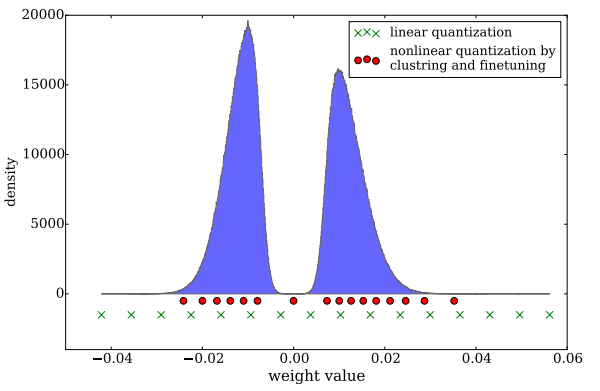 20000
15000
10000
5000
0
density
linear quantization
nonlinear quantization by
clustring and finetuning
−0.04 −0.02 0.00 0.02 0.04 0.06
weight value